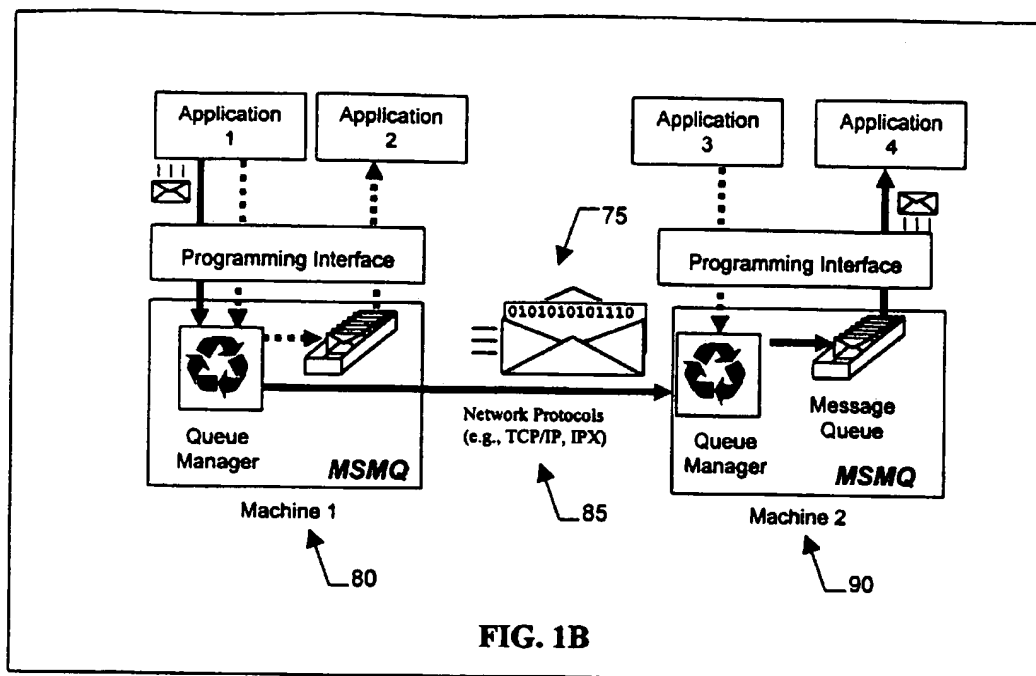 Application
1
Application
2
Application
3
Application
4
75
Programming Interface
Programming Interface
0101010101110
Network Protocols
(e.g., TCP/IP, IPX)
Queue
Manager
MSMQ
Message
Queue
Queue
Manager
MSMQ
Machine 1
85
Machine 2
80
90
FIG. 1B